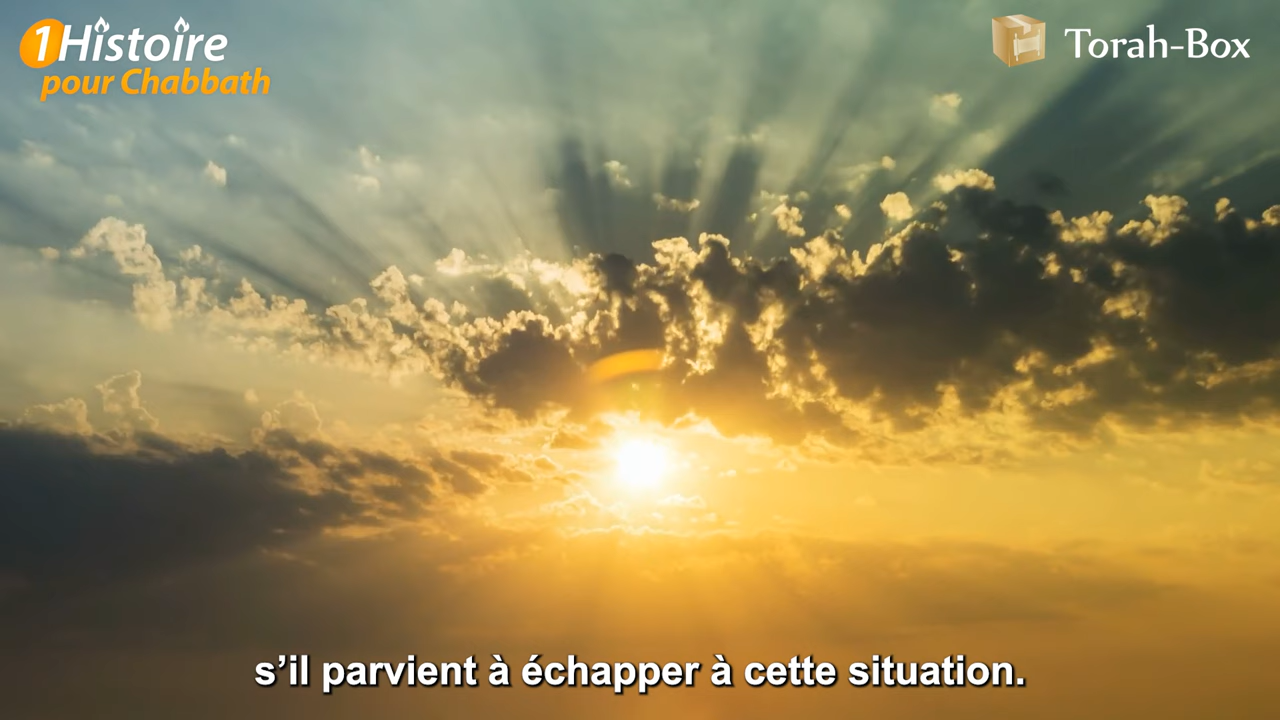 1Histoire
pour Chabbath
Torah-Box
s’il parvient à échapper à cette situation.